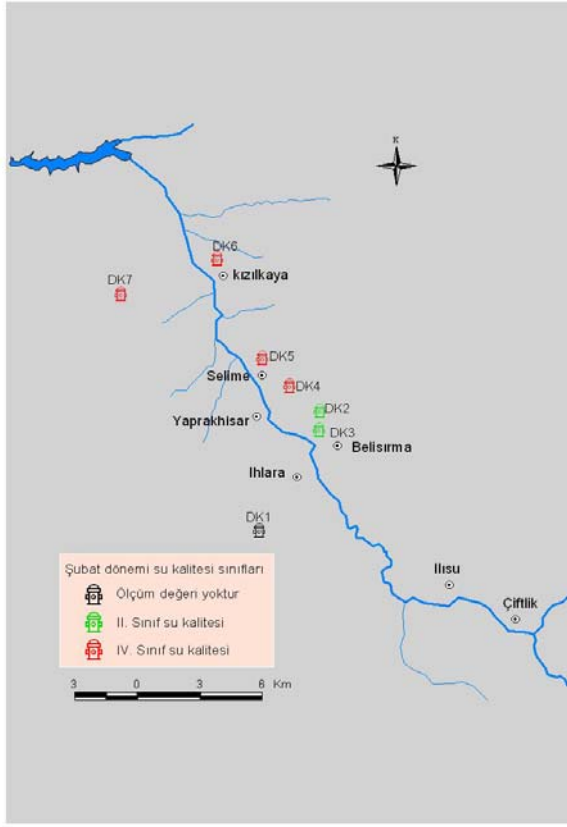 K
DK6
kızılkaya
DK7
DK5
Selime
DK4
DK2
Yaprakhisar
DK3
Belisırma
Ihlara
DK1
Şubat dönemi su kalitesi sınıfları
Ölçüm değeri yoktur
II. Sınıf su kalitesi
IV. Sınıf su kalitesi
Ilısu
Çiftlik
3 0 3 6 Km